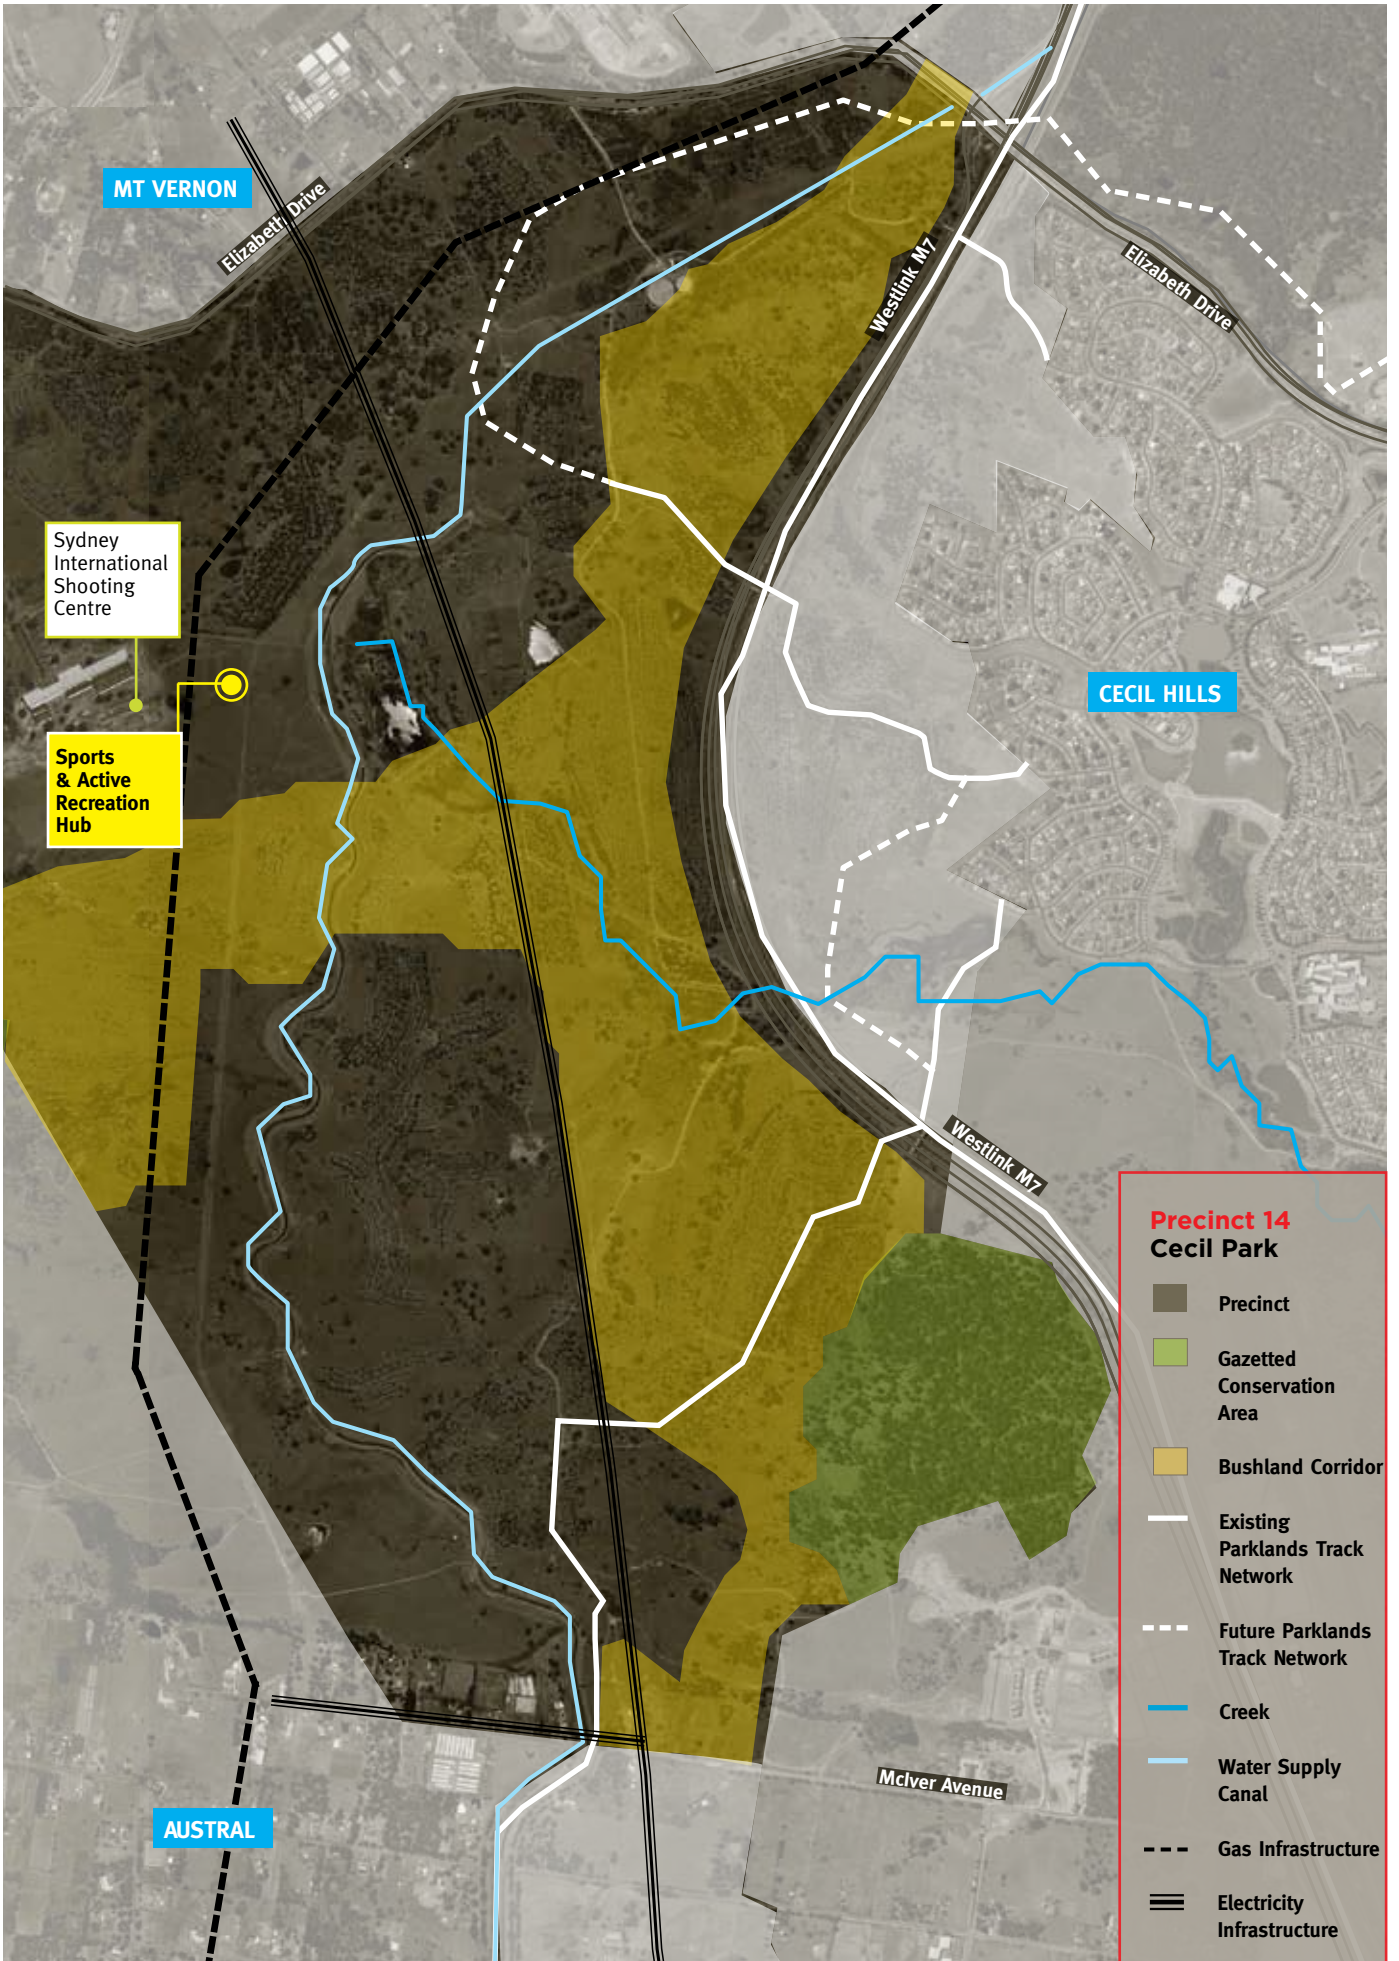 MT VERNON
Elizabeth Drive
Westlink M7
Elizabeth Drive
Sydney
International
Shooting
Centre
Sports
& Active
Recreation
Hub
CECIL HILLS
Westlink M7
McIver Avenue
AUSTRAL
Precinct 14
Cecil Park
Precinct
Gazetted
Conservation
Area
Bushland Corridor
Existing
Parklands Track
Network
Future Parklands
Track Network
Creek
Water Supply
Canal
Gas Infrastructure
Electricity
Infrastructure